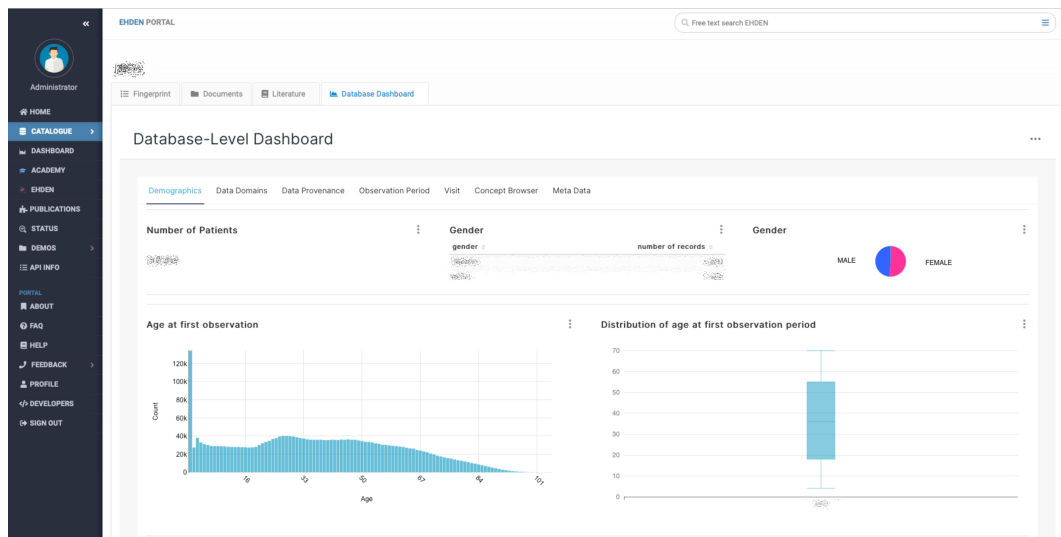 «
EHDEN PORTAL
Free text search EHDEN
Administrator
HOME
CATALOGUE >
DASHBOARD
ACADEMY
EHDEN
PUBLICATIONS
STATUS
DEMOS >
API INFO
PORTAL
ABOUT
FAQ
HELP
FEEDBACK >
PROFILE
DEVELOPERS
SIGN OUT
Fingerprint Documents Literature Database Dashboard
Database-Level Dashboard
Demographics Data Domains Data Provenance Observation Period Visit Concept Browser Meta Data
Number of Patients
Gender
gender number of records
Gender
MALE FEMALE
Age at first observation
120k
100k
80k
60k
40k
20k
0
Count
16 33 50 67 84 101
Age
Distribution of age at first observation period
70
60
50
40
30
20
10
0